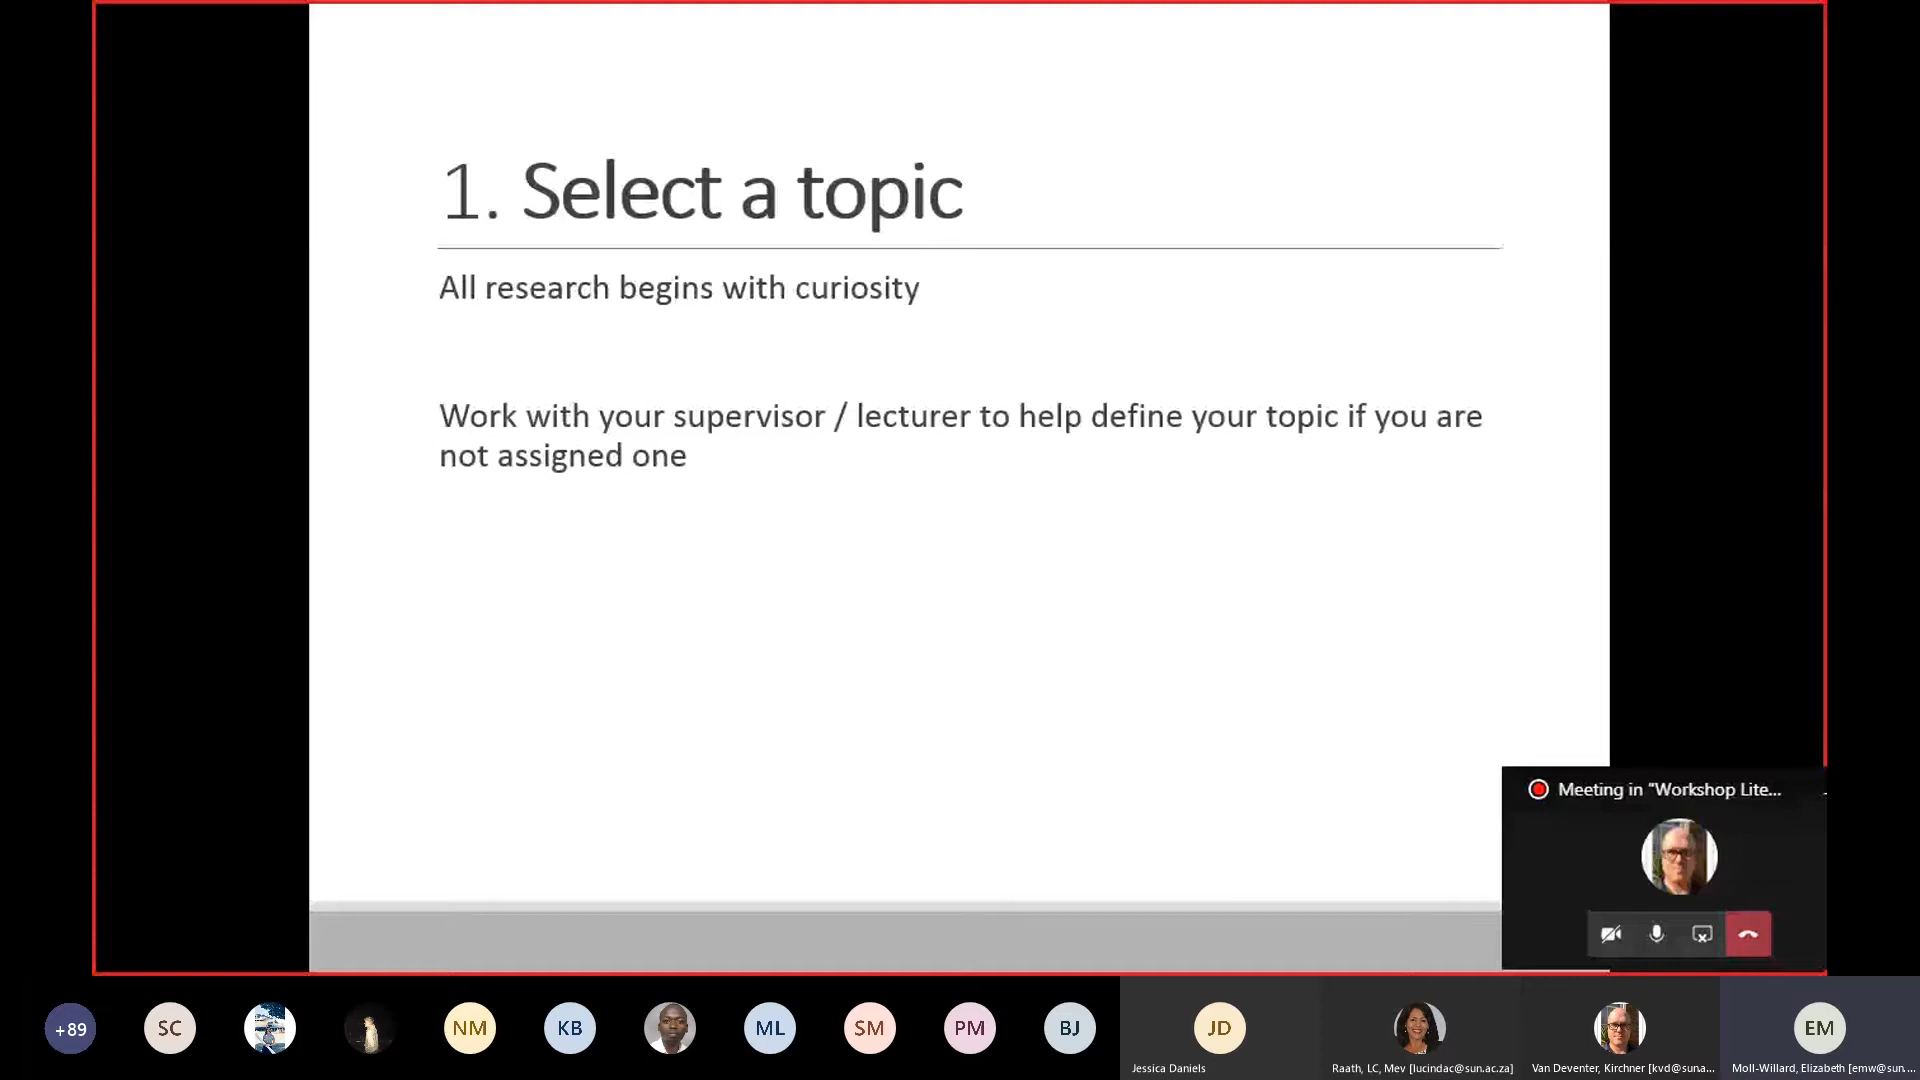 1. Select a topic
All research begins with curiosity
Work with your supervisor / lecturer to help define your topic if you are
not assigned one
Meeting in "Workshop Lite...
+89
SC
NM
KB
ML
SM
PM
BJ
JD
EM
Jessica Daniels
Raath, LC, Mev [lucindac@sun.ac.za]
Van Deventer, Kirchner [kvd@suna...
Moll-Willard, Elizabeth [emw@sun....